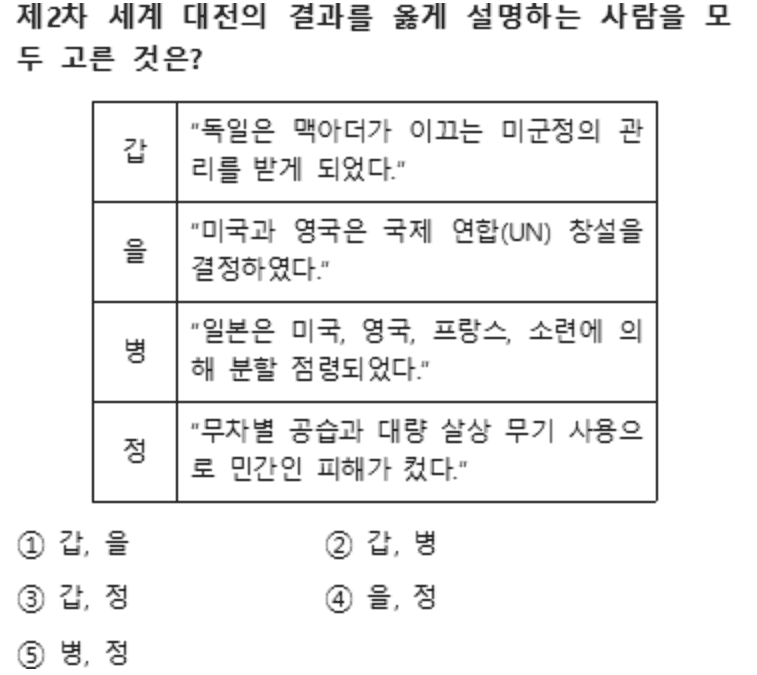 제2차 세계 대전의 결과를 옳게 설명하는 사람을 모
두 고른 것은?
갑
"독일은 맥아더가 이끄는 미군정의 관
리를 받게 되었다."
을
"미국과 영국은 국제 연합(UN) 창설을
결정하였다."
병
"일본은 미국, 영국, 프랑스, 소련에 의
해 분할 점령되었다."
정
"무차별 공습과 대량 살상 무기 사용으
로 민간인 피해가 컸다."
① 갑, 을 ② 갑, 병
③ 갑, 정 ④ 을, 정
⑤ 병, 정